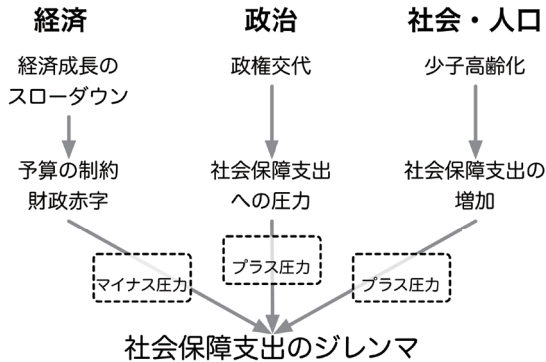 経済
政治
社会・人口
経済成長の
スローダウン
政権交代
少子高齢化
予算の制約
財政赤字
社会保障支出
への圧力
社会保障支出の
増加
マイナス圧力
プラス圧力
プラス圧力
社会保障支出のジレンマ